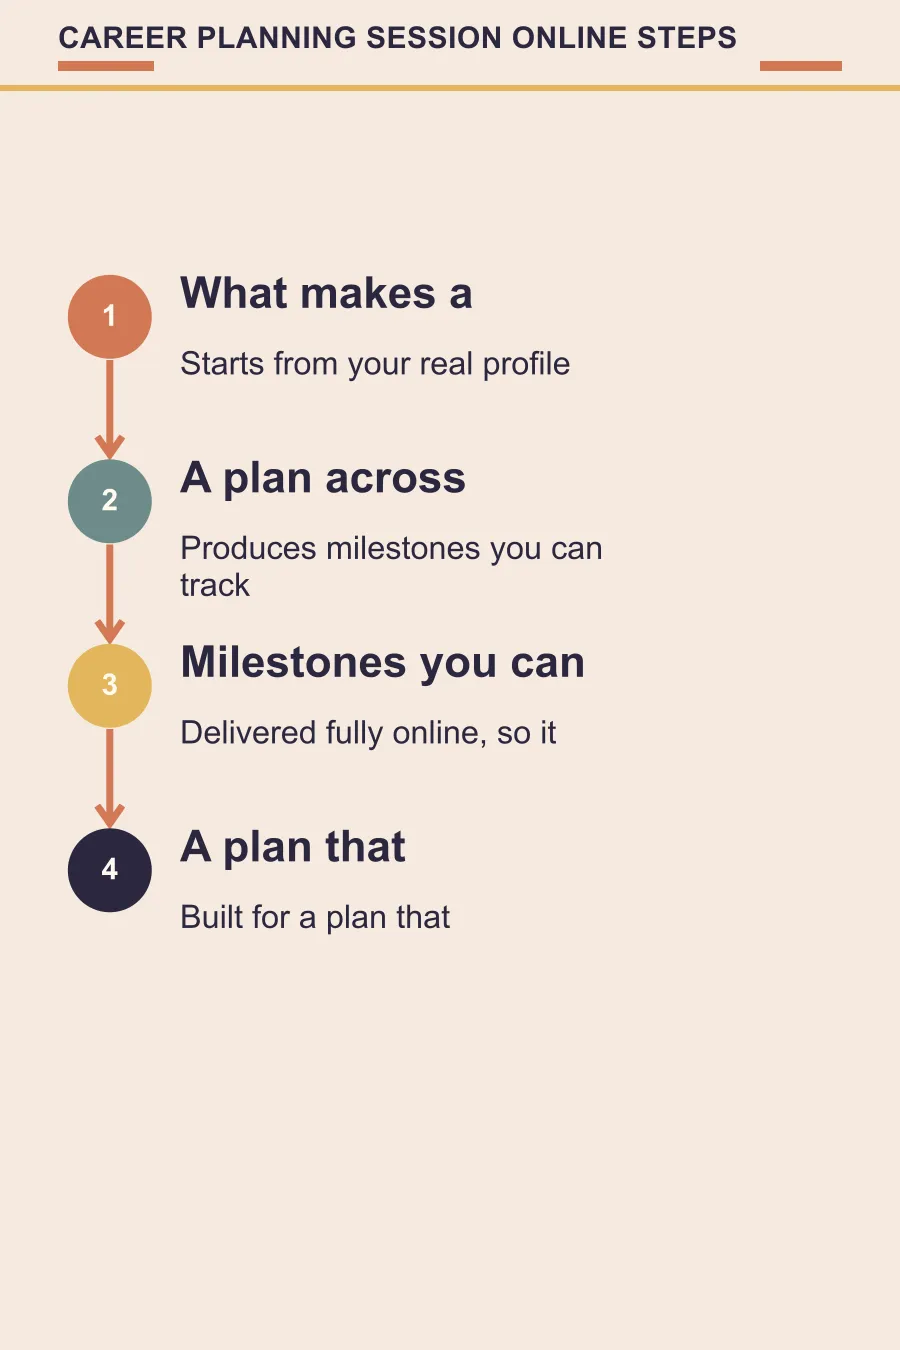 CAREER PLANNING SESSION ONLINE STEPS
1
What makes a
Starts from your real profile
2
A plan across
Produces milestones you can
track
3
Milestones you can
Delivered fully online, so it
4
A plan that
Built for a plan that